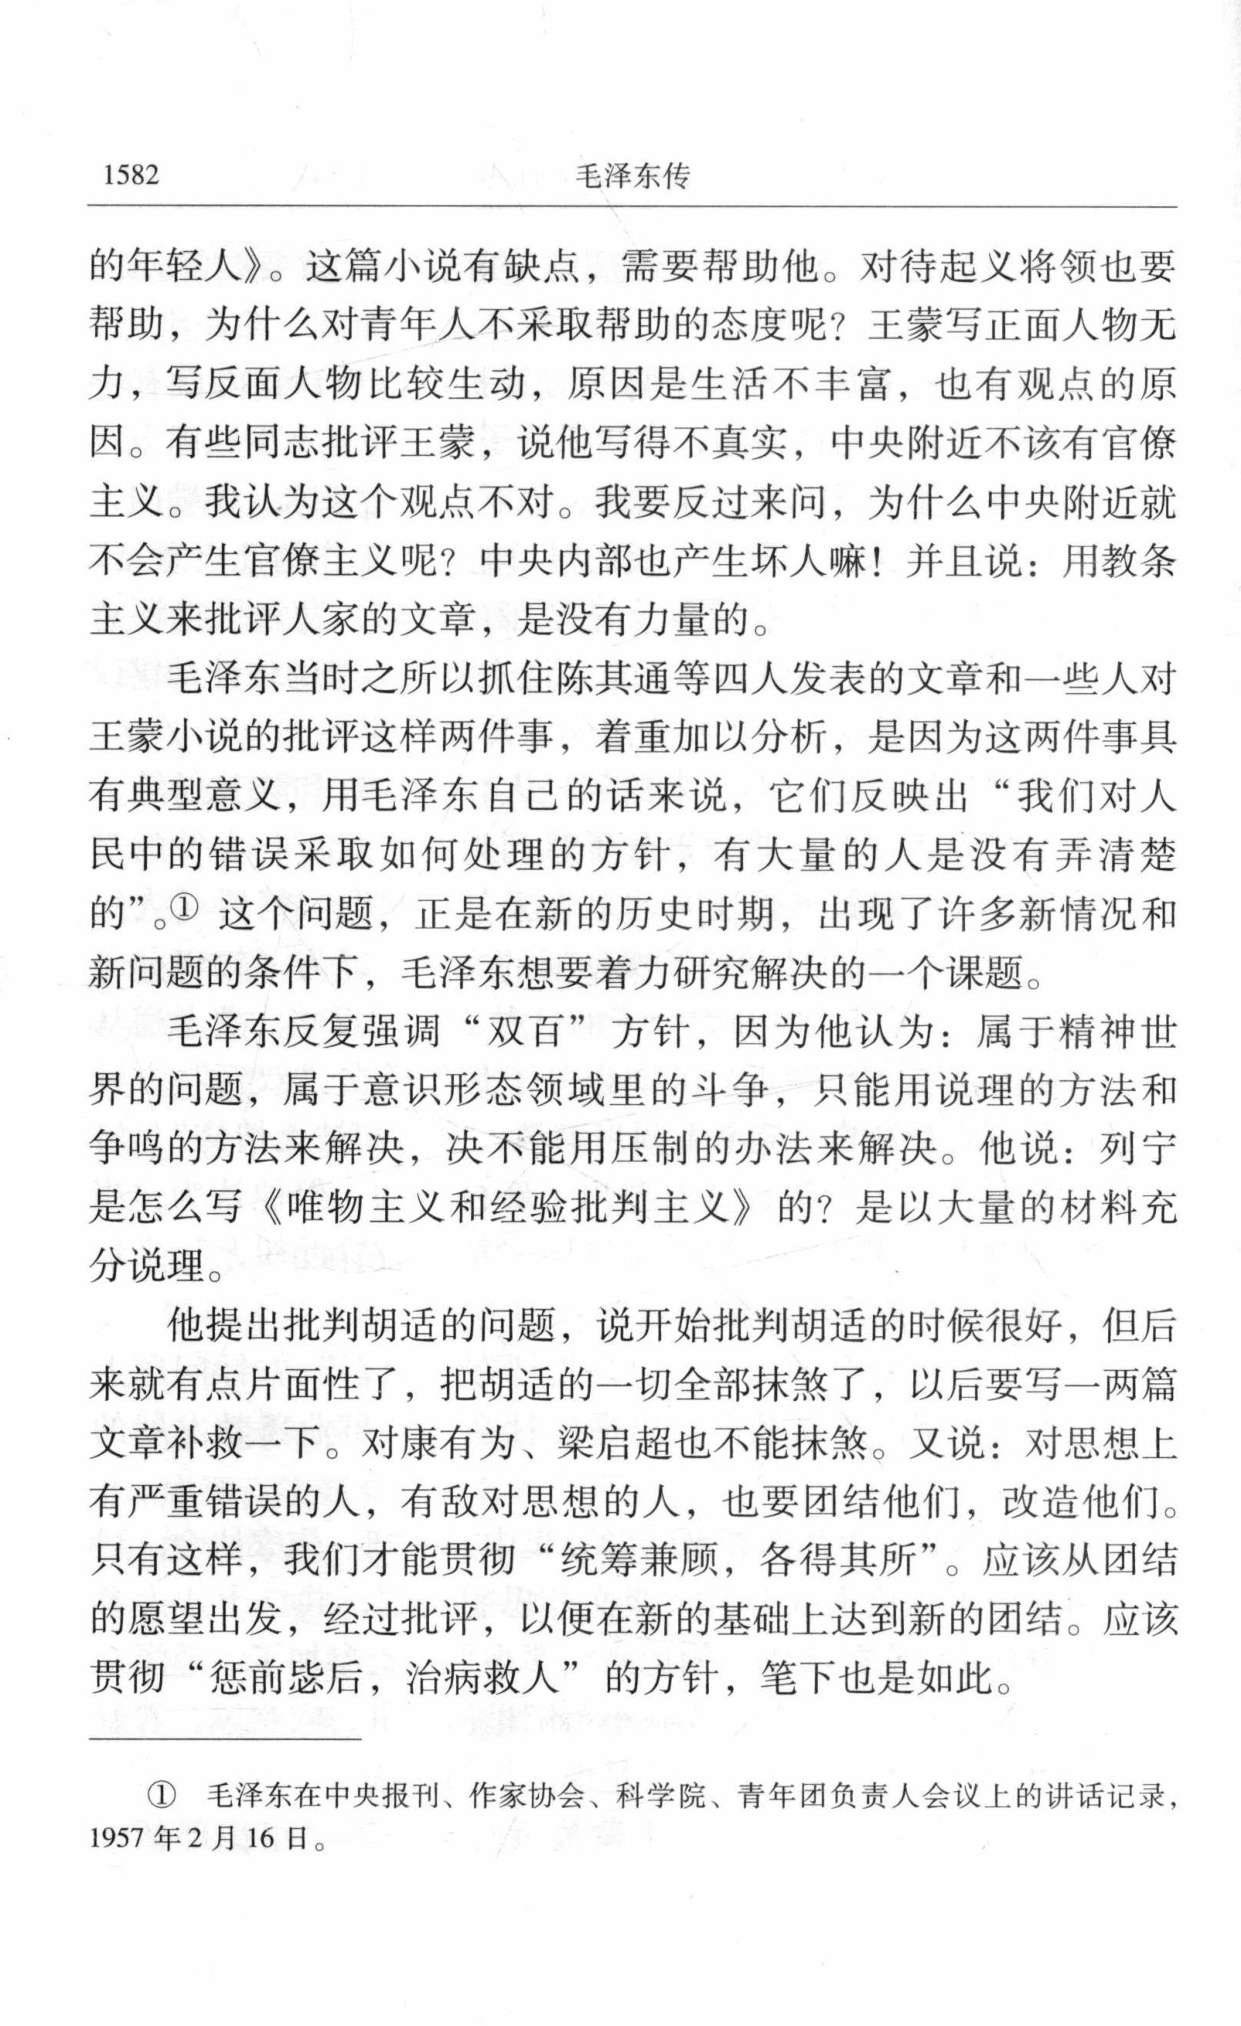 1582
毛泽东传
的年轻人》。这篇小说有缺点，需要帮助他。对待起义将领也要
帮助，为什么对青年人不采取帮助的态度呢？王蒙写正面人物无
力，写反面人物比较生动，原因是生活不丰富，也有观点的原
因。有些同志批评王蒙，说他写得不真实，中央附近不该有官僚
主义。我认为这个观点不对。我要反过来问，为什么中央附近就
不会产生官僚主义呢？中央内部也产生坏人嘛！并且说：用教条
主义来批评人家的文章，是没有力量的。
毛泽东当时之所以抓住陈其通等四人发表的文章和一些人对
王蒙小说的批评这样两件事，着重加以分析，是因为这两件事具
有典型意义，用毛泽东自己的话来说，它们反映出“我们对人
民中的错误采取如何处理的方针，有大量的人是没有弄清楚
的”。① 这个问题，正是在新的历史时期，出现了许多新情况和
新问题的条件下，毛泽东想要着力研究解决的一个课题。
毛泽东反复强调“双百”方针，因为他认为：属于精神世
界的问题，属于意识形态领域里的斗争，只能用说理的方法和
争鸣的方法来解决，决不能用压制的办法来解决。他说：列宁
是怎么写《唯物主义和经验批判主义》的？是以大量的材料充
分说理。
他提出批判胡适的问题，说开始批判胡适的时候很好，但后
来就有点片面性了，把胡适的一切全部抹煞了，以后要写一两篇
文章补救一下。对康有为、梁启超也不能抹煞。又说：对思想上
有严重错误的人，有敌对思想的人，也要团结他们，改造他们。
只有这样，我们才能贯彻“统筹兼顾，各得其所”。应该从团结
的愿望出发，经过批评，以便在新的基础上达到新的团结。应该
贯彻“惩前毖后，治病救人”的方针，笔下也是如此。
① 毛泽东在中央报刊、作家协会、科学院、青年团负责人会议上的讲话记录，
1957 年 2 月 16 日。